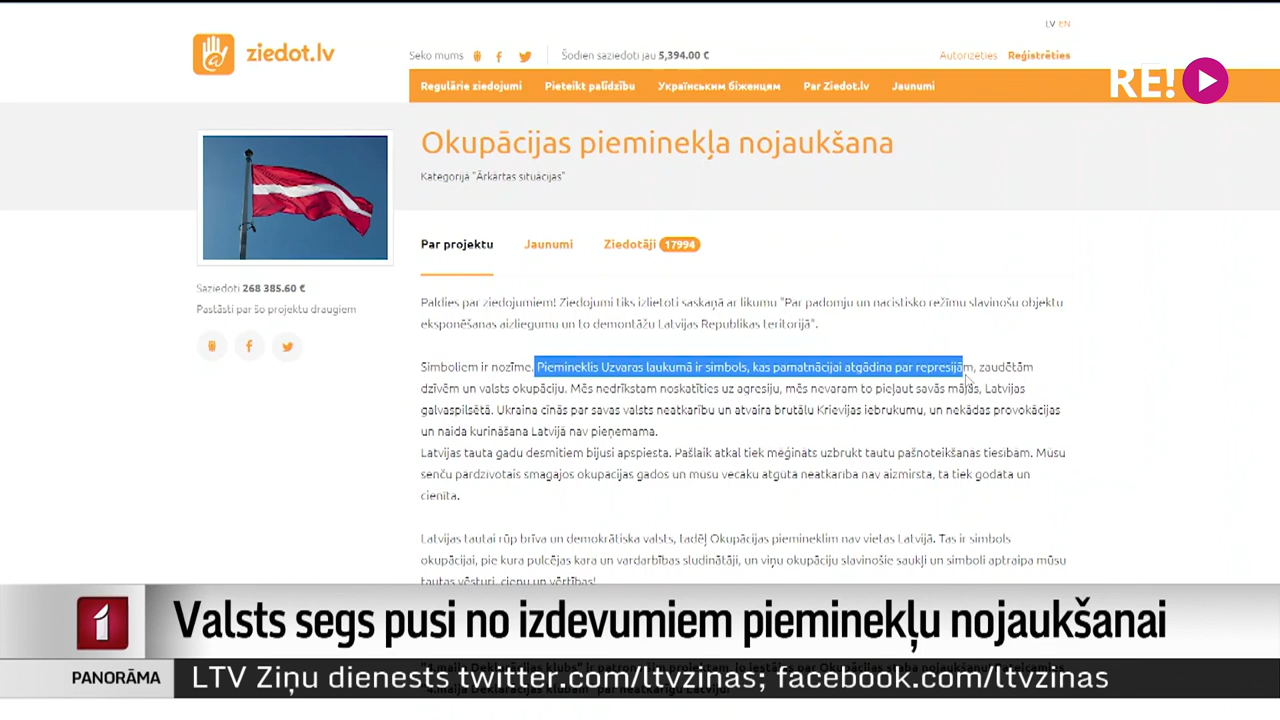 LV EN
ziedot.lv
Seko mums
Šodien saziedoti jau 5,394.00 €
Autorizēties Reģistrēties
Regulārie ziedojumi Pieteikt palīdzību Українським біженцям Par Ziedot.lv Jaunumi
RE!
Okupācijas pieminekļa nojaukšana
Kategorija "Ārkārtas situācijas"
Par projektu Jaunumi Ziedotāji 17994
Saziedoti 268 385.60 €
Pastāsti par šo projektu draugiem
Paldies par ziedojumiem! Ziedojumi tiks izlietoti saskaņā ar likumu "Par padomju un nacistisko režīmu slavinošu objektu
eksponēšanas aizliegumu un to demontāžu Latvijas Republikas teritorijā".
Simboliem ir nozīme. Piemineklis Uzvaras laukumā ir simbols, kas pamatnācijai atgādina par represijām, zaudētām
dzīvēm un valsts okupāciju. Mēs nedrīkstam noskatīties uz agresiju, mēs nevaram to pieļaut savās mājās, Latvijas
galvaspilsētā. Ukraina cīnās par savas valsts neatkarību un atvaira brutālu Krievijas iebrukumu, un nekādas provokācijas
un naida kurināšana Latvijā nav pieņemama.
Latvijas tauta gadu desmitiem bijusi apspiesta. Pašlaik atkal tiek mēģināts uzbrukt tautu pašnoteikšanās tiesībām. Mūsu
senču pārdzīvotais smagajos okupācijas gados un mūsu vecāku atgūtā neatkarība nav aizmirsta, tā tiek godāta un
cienīta.
Latvijas tautai rūp brīva un demokrātiska valsts, tādēļ Okupācijas piemineklim nav vietas Latvijā. Tas ir simbols
okupācijai, pie kura pulcējas kara un vardarbības sludinātāji, un viņu okupāciju slavinošie saukļi un simboli aptraipa mūsu
tautas vēsturi, cieņu un vērtības!
1
Valsts segs pusi no izdevumiem pieminekļu nojaukšanai
PANORĀMA
LTV Ziņu dienests twitter.com/ltvzinas; facebook.com/ltvzinas